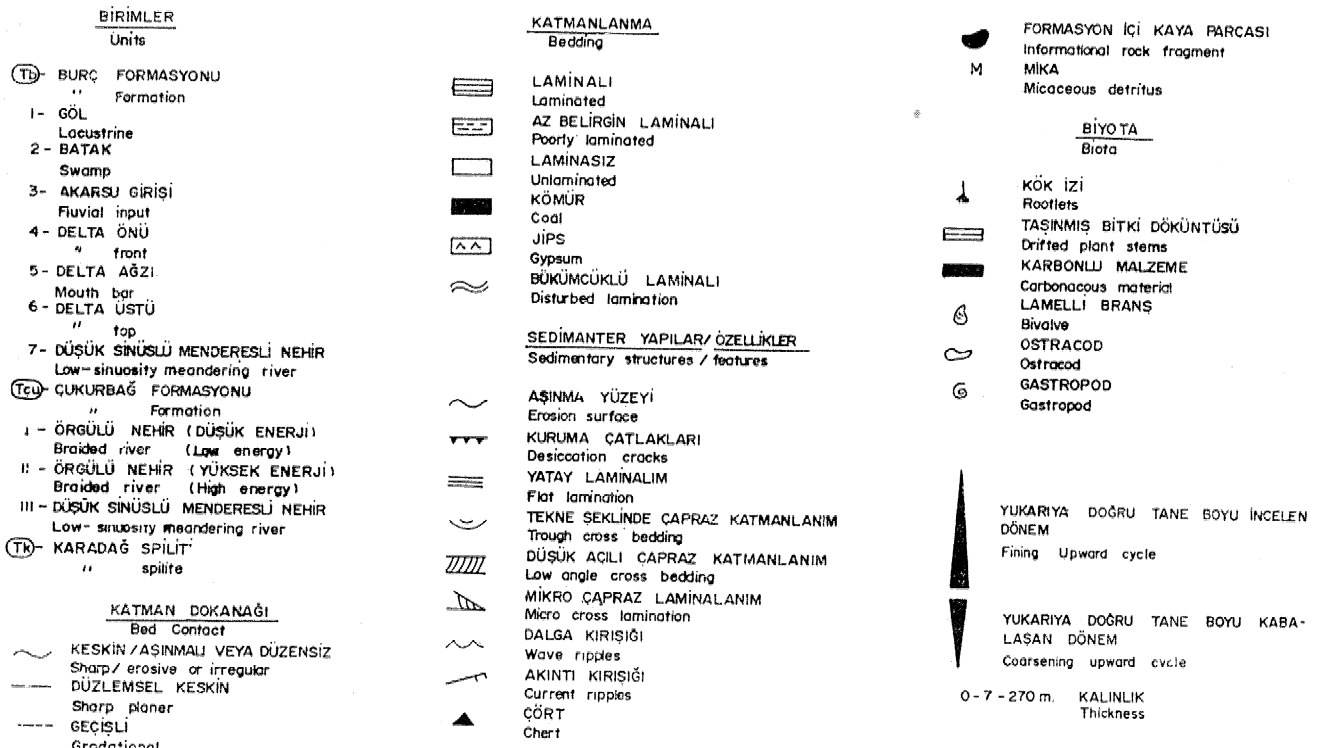 BİRİMLER
Units
Tb- BURÇ FORMASYONU
" Formation
1- GÖL
Lacustrine
2- BATAK
Swamp
3- AKARSU GİRİŞİ
Fluvial input
4- DELTA ÖNÜ
" front
5- DELTA AĞZI
Mouth bar
6- DELTA ÜSTÜ
" top
7- DÜŞÜK SİNÜSLÜ MENDERESLİ NEHİR
Low-sinuosity meandering river
Tçu- ÇUKURBAĞ FORMASYONU
" Formation
I - ÖRGÜLÜ NEHİR (DÜŞÜK ENERJİ)
Braided river (Low energy)
II - ÖRGÜLÜ NEHİR (YÜKSEK ENERJİ)
Braided river (High energy)
III - DÜŞÜK SİNÜSLÜ MENDERESLİ NEHİR
Low-sinuosity meandering river
Tk- KARADAĞ SPİLİTİ
" spilite
KATMAN DOKANAĞI
Bed Contact
KESKİN/AŞINMALI VEYA DÜZENSİZ
Sharp/ erosive or irregular
DÜZLEMSEL KESKİN
Sharp planer
GEÇİŞLİ
Gradational
KATMANLANMA
Bedding
LAMİNALI
Laminated
AZ BELİRGİN LAMİNALI
Poorly laminated
LAMİNASIZ
Unlaminated
KÖMÜR
Coal
JİPS
Gypsum
BÜKÜMCÜKLÜ LAMİNALI
Disturbed lamination
SEDİMANTER YAPILAR/ÖZELLİKLER
Sedimentary structures / features
AŞINMA YÜZEYİ
Erosion surface
KURUMA ÇATLAKLARI
Desiccation cracks
YATAY LAMİNALIM
Flat lamination
TEKNE ŞEKLİNDE ÇAPRAZ KATMANLANIM
Trough cross bedding
DÜŞÜK AÇILI ÇAPRAZ KATMANLANIM
Low angle cross bedding
MİKRO ÇAPRAZ LAMİNALANIM
Micro cross lamination
DALGA KIRIŞIĞI
Wave ripples
AKINTI KIRIŞIĞI
Current ripples
ÇÖRT
Chert
FORMASYON İÇİ KAYA PARÇASI
Informational rock fragment
M MİKA
Micaceous detritus
BİYOTA
Biota
KÖK İZİ
Rootlets
TAŞINMIŞ BİTKİ DÖKÜNTÜSÜ
Drifted plant stems
KARBONLU MALZEME
Carbonacous material
LAMELLİ BRANŞ
Bivalve
OSTRACOD
Ostracod
GASTROPOD
Gastropod
YUKARIYA DOĞRU TANE BOYU İNCELEN
DÖNEM
Fining Upward cycle
YUKARIYA DOĞRU TANE BOYU KABA-
LAŞAN DÖNEM
Coarsening upward cycle
0-7-270 m. KALINLIK
Thickness